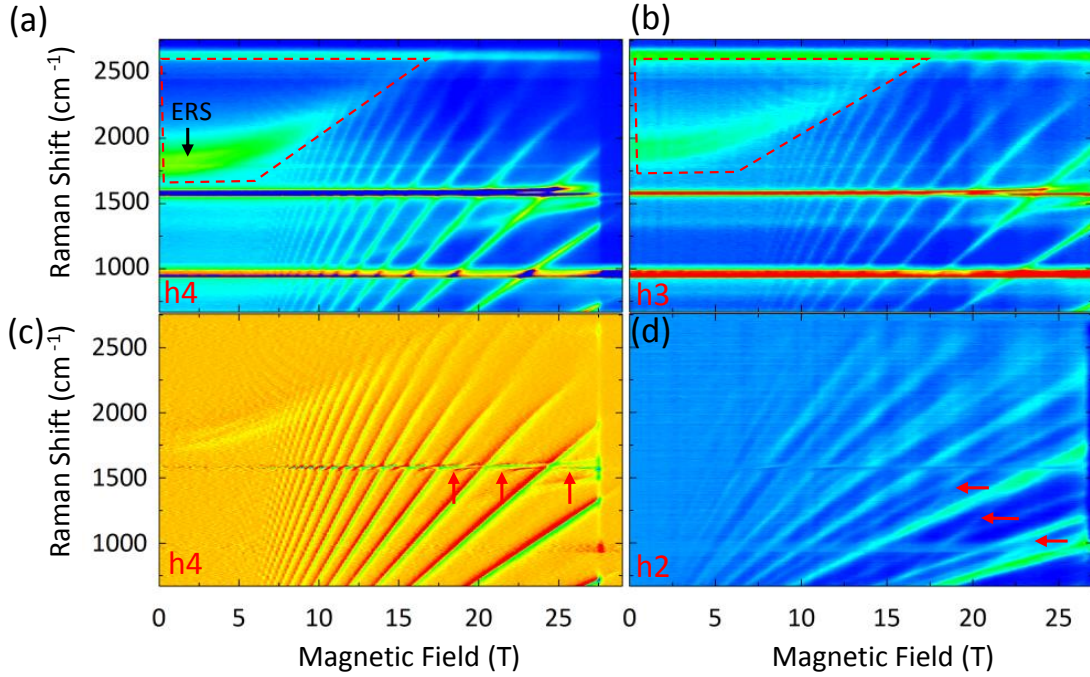 (a)
(b)
2500
2000
1500
1000
ERS
h4
h3
Raman Shift (cm⁻¹)
(c)
(d)
2500
2000
1500
1000
h4
h2
Raman Shift (cm⁻¹)
0 5 10 15 20 25
0 5 10 15 20 25
Magnetic Field (T)
Magnetic Field (T)